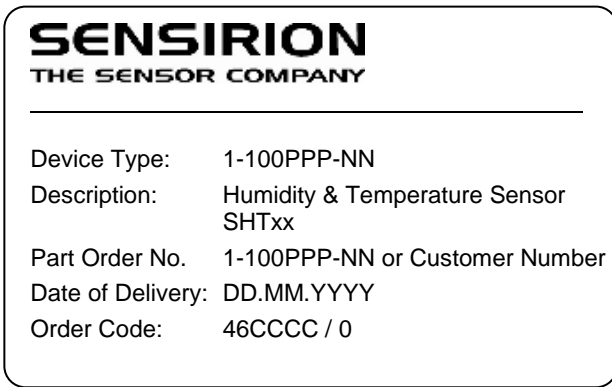 SENSIRION
THE SENSOR COMPANY
Device Type: 1-100PPP-NN
Description: Humidity & Temperature Sensor
SHTxx
Part Order No. 1-100PPP-NN or Customer Number
Date of Delivery: DD.MM.YYYY
Order Code: 46CCCC / 0